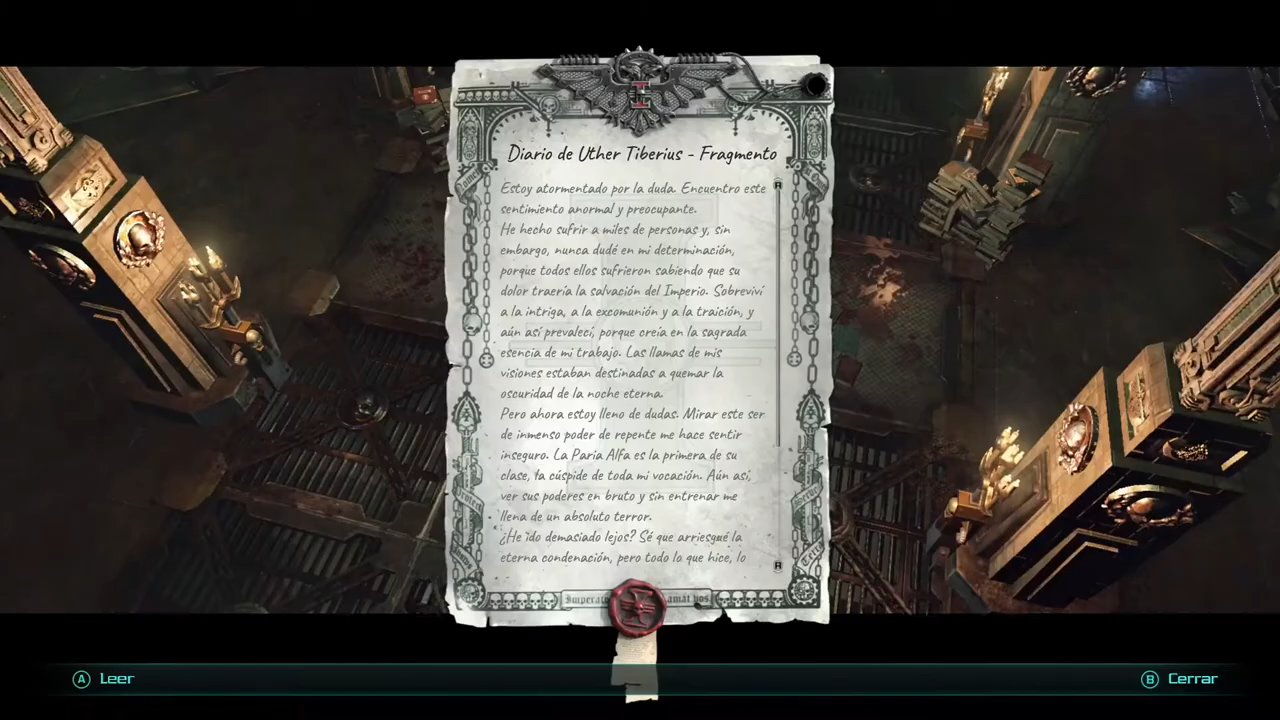 Diario de Uther Tiberius - Fragmento
Estoy atormentado por la duda. Encuentro este
sentimiento anormal y preocupante.
He hecho sufrir a miles de personas y, sin
embargo, nunca dudé en mi determinación,
porque todos ellos sufrieron sabiendo que su
dolor traería la salvación del Imperio. Sobreviví
a la intriga, a la excomunión y a la traición, y
aún así prevalecí, porque creía en la sagrada
esencia de mi trabajo. Las llamas de mis
visiones estaban destinadas a quemar la
oscuridad de la noche eterna.
Pero ahora estoy lleno de dudas. Mirar este ser
de inmenso poder de repente me hace sentir
inseguro. La Paria Alfa es la primera de su
clase, la cúspide de toda mi vocación. Aún así,
ver sus poderes en bruto y sin entrenar me
llena de un absoluto terror.
¿He ido demasiado lejos? Sé que arriesgué la
eterna condenación, pero todo lo que hice, lo
amat vos
A Leer
B Cerrar